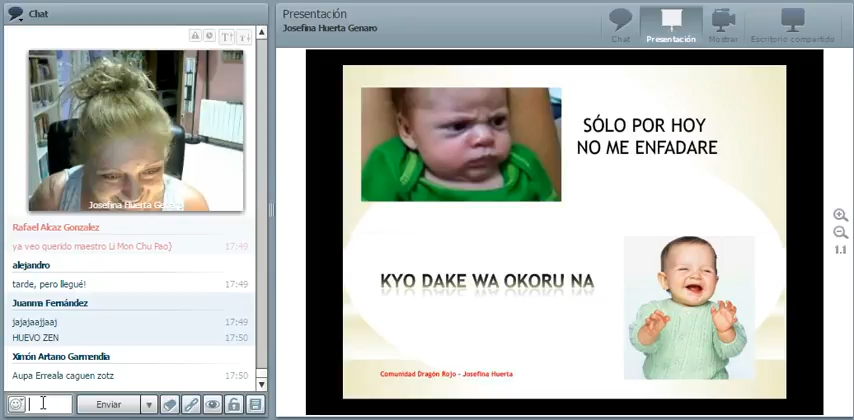 Chat
Josefina Huerta Genaro
Rafael Alcaz Gonzalez
ya veo querido maestro Li Mon Chu Pao} 17:49
alejandro
tarde, pero llegué! 17:49
Juanma Fernández
jajajaajjaaj 17:49
HUEVO ZEN 17:50
Ximón Artano Garmendia
Aupa Erreala caguen zotz 17:50
Enviar
Presentación
Josefina Huerta Genaro
Chat
Presentación
Mostrar
Escritorio compartido
SÓLO POR HOY
NO ME ENFADARE
KYO DAKE WA OKORU NA
Comunidad Dragón Rojo - Josefina Huerta
1.1